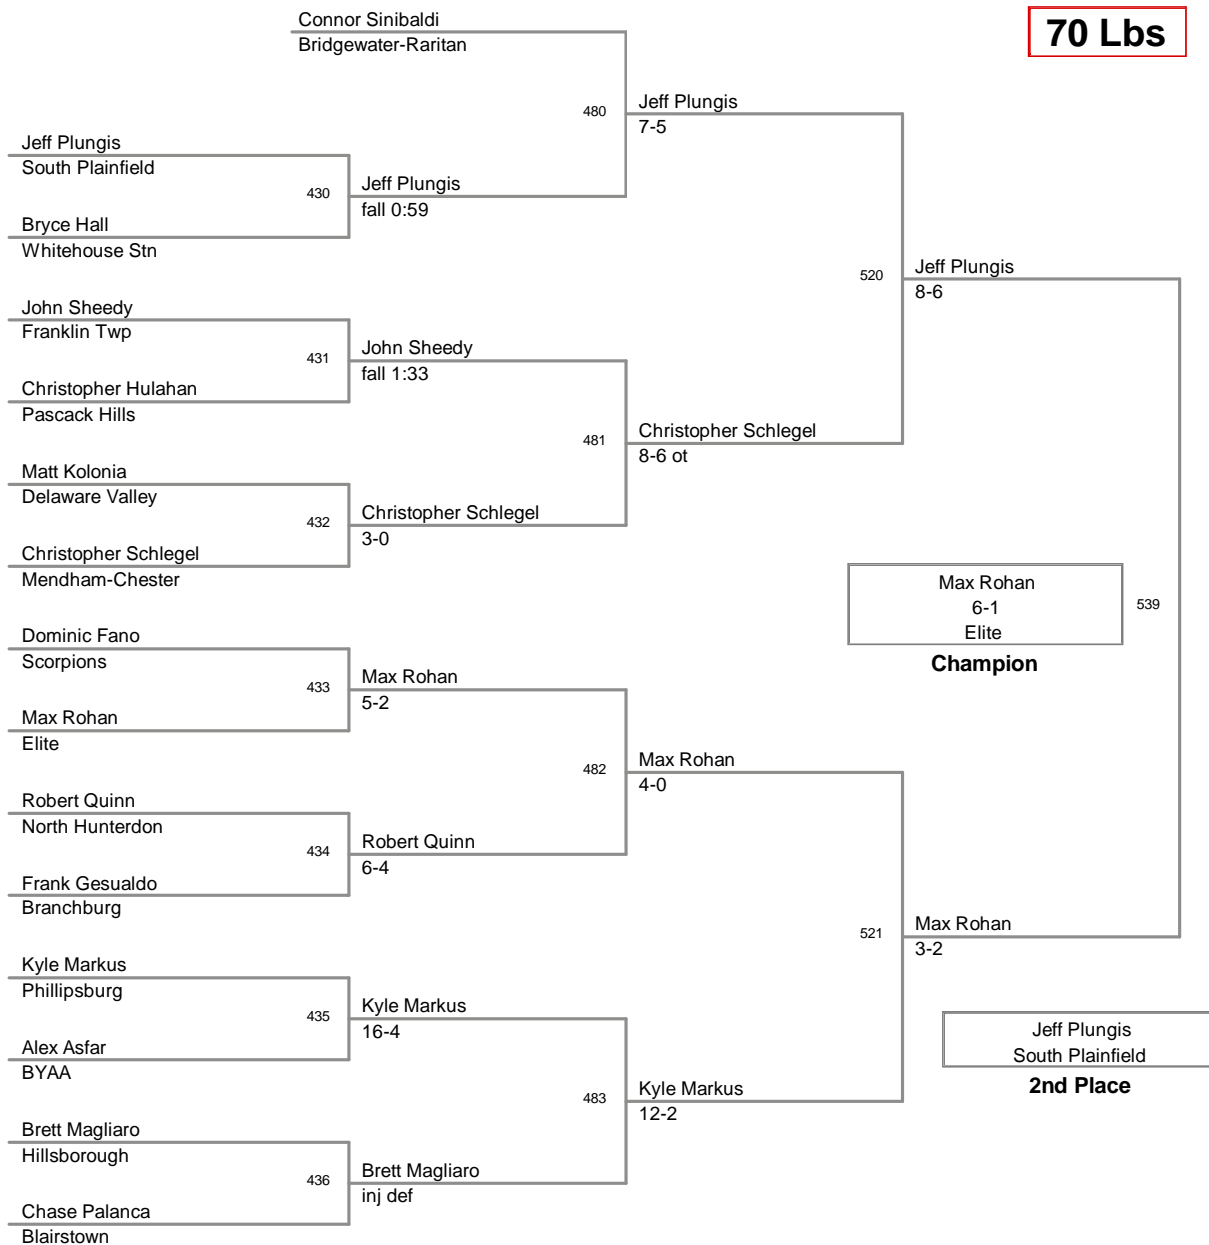 Connor Sinibaldi
Bridgewater-Raritan
70 Lbs
480
Jeff Plungis
7-5
Jeff Plungis
South Plainfield
430
Jeff Plungis
fall 0:59
Bryce Hall
Whitehouse Stn
520
Jeff Plungis
8-6
John Sheedy
Franklin Twp
431
John Sheedy
fall 1:33
Christopher Hulahan
Pascack Hills
481
Christopher Schlegel
8-6 ot
Matt Kolonia
Delaware Valley
432
Christopher Schlegel
3-0
Christopher Schlegel
Mendham-Chester
Max Rohan
6-1
Elite
539
Champion
Dominic Fano
Scorpions
433
Max Rohan
5-2
Max Rohan
Elite
482
Max Rohan
4-0
Robert Quinn
North Hunterdon
434
Robert Quinn
6-4
Frank Gesualdo
Branchburg
521
Max Rohan
3-2
Kyle Markus
Phillipsburg
435
Kyle Markus
16-4
Alex Asfar
BYAA
Jeff Plungis
South Plainfield
2nd Place
483
Kyle Markus
12-2
Brett Magliaro
Hillsborough
436
Brett Magliaro
inj def
Chase Palanca
Blairstown